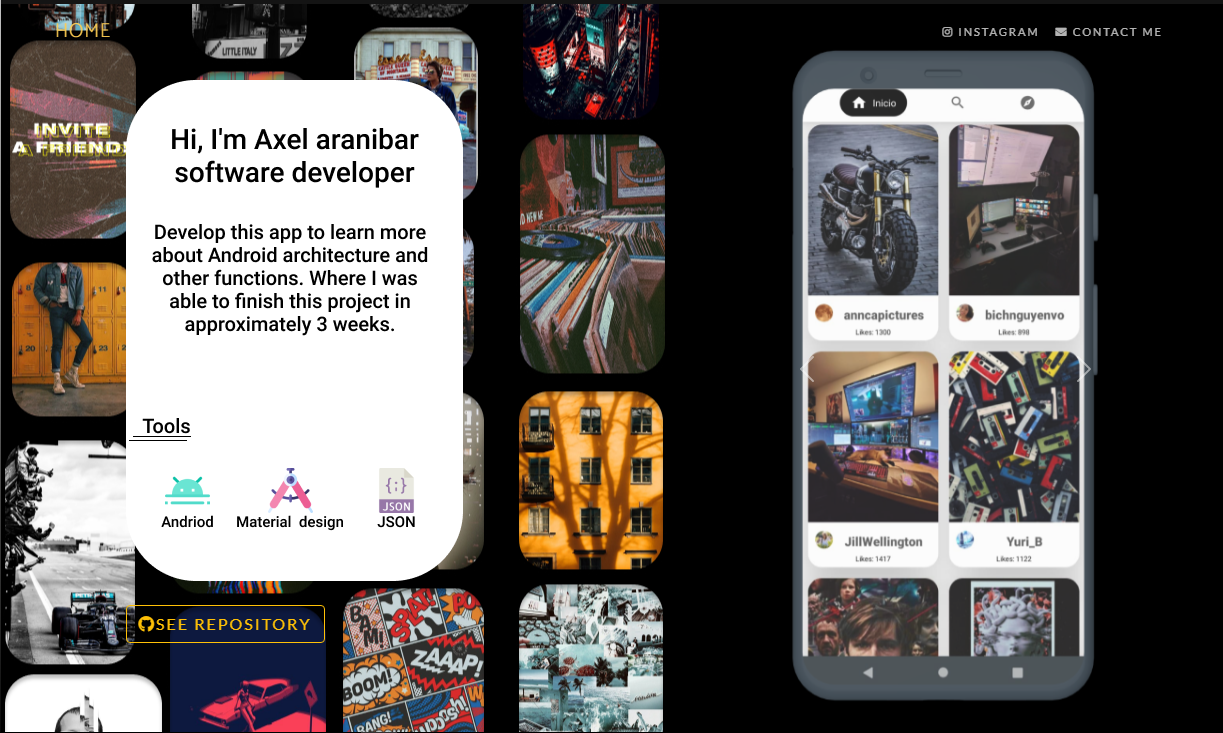 HOME
INSTAGRAM
CONTACT ME
LITTLE ITALY
INVITE
A FRIEND
Hi, I'm Axel aranibar
software developer
Develop this app to learn more
about Android architecture and
other functions. Where I was
able to finish this project in
approximately 3 weeks.
Tools
Andriod
Material design
{;}
JSON
JSON
SEE REPOSITORY
SPLAT!
POW
BAM!
ZAAAP!
BOOM!
BANG!
Inicio
anncapictures
Likes: 1300
bichnguyenvo
Likes: 898
JillWellington
Likes: 1417
Yuri_B
Likes: 1122